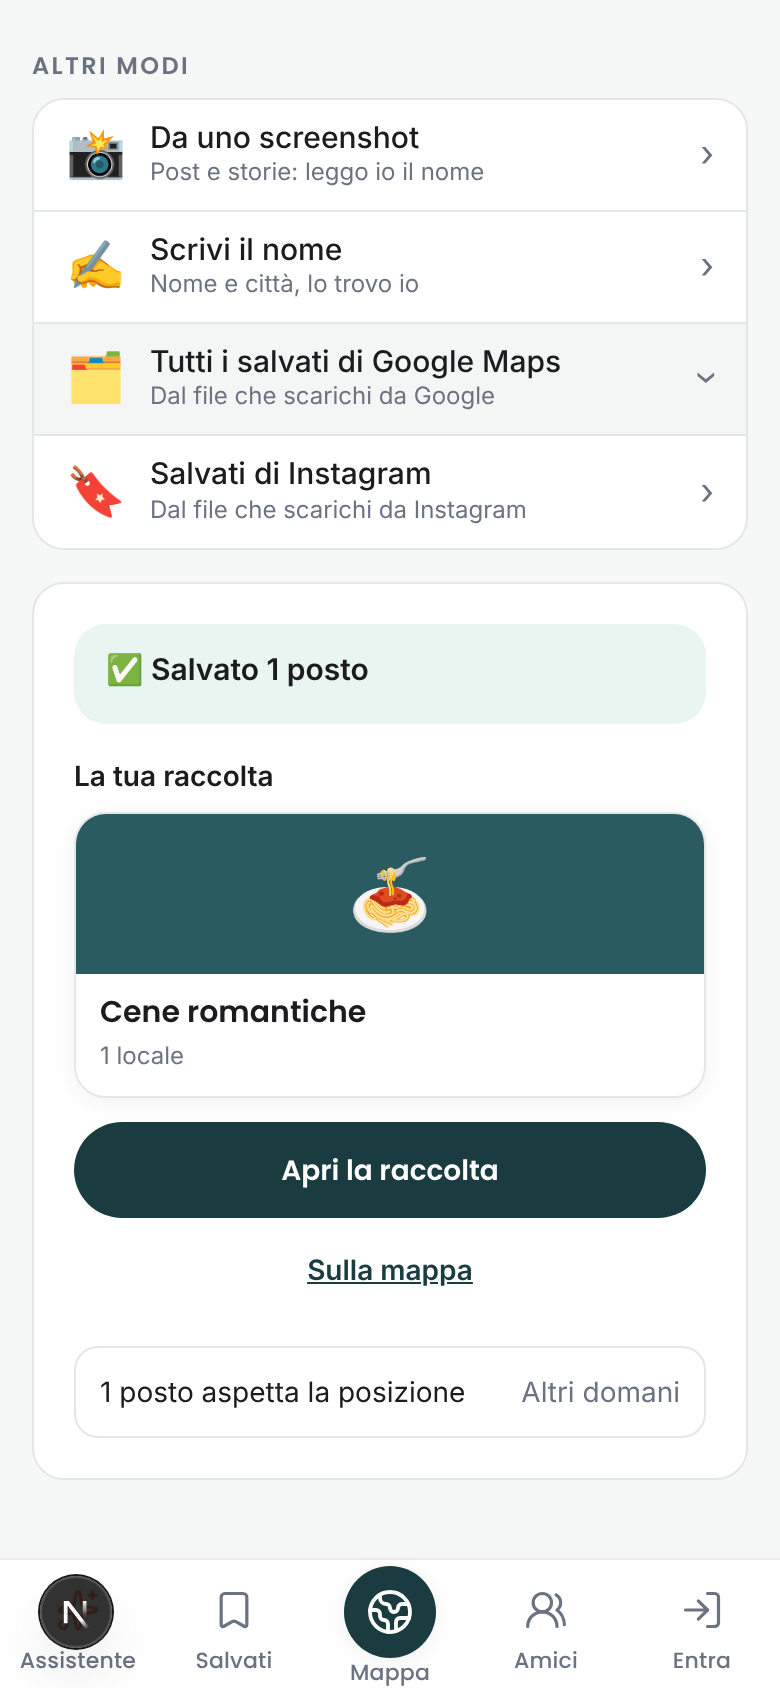 ALTRI MODI
Da uno screenshot
Post e storie: leggo io il nome
Scrivi il nome
Nome e città, lo trovo io
Tutti i salvati di Google Maps
Dal file che scarichi da Google
Salvati di Instagram
Dal file che scarichi da Instagram
✅ Salvato 1 posto
La tua raccolta
Cene romantiche
1 locale
Apri la raccolta
Sulla mappa
1 posto aspetta la posizione Altri domani
N
Assistente Salvati Mappa Amici Entra